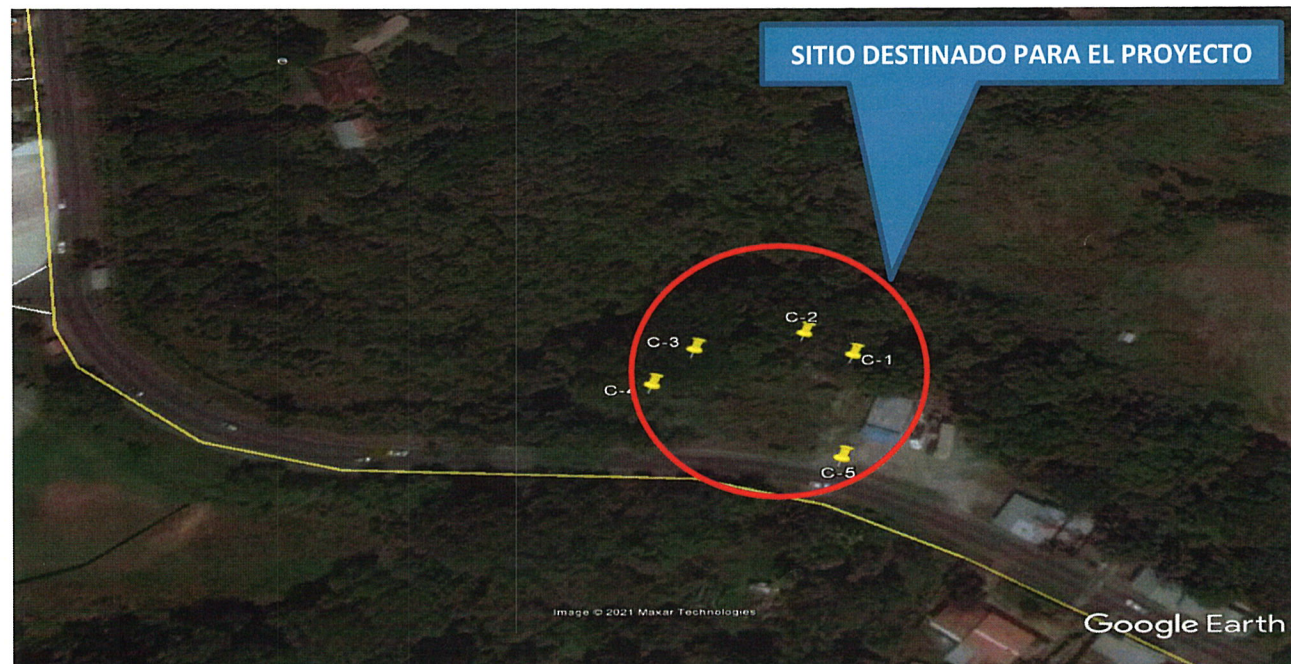 SITIO DESTINADO PARA EL PROYECTO
C-2
C-3
C-1
C-4
C-5
Image © 2021 Maxar Technologies
Google Earth